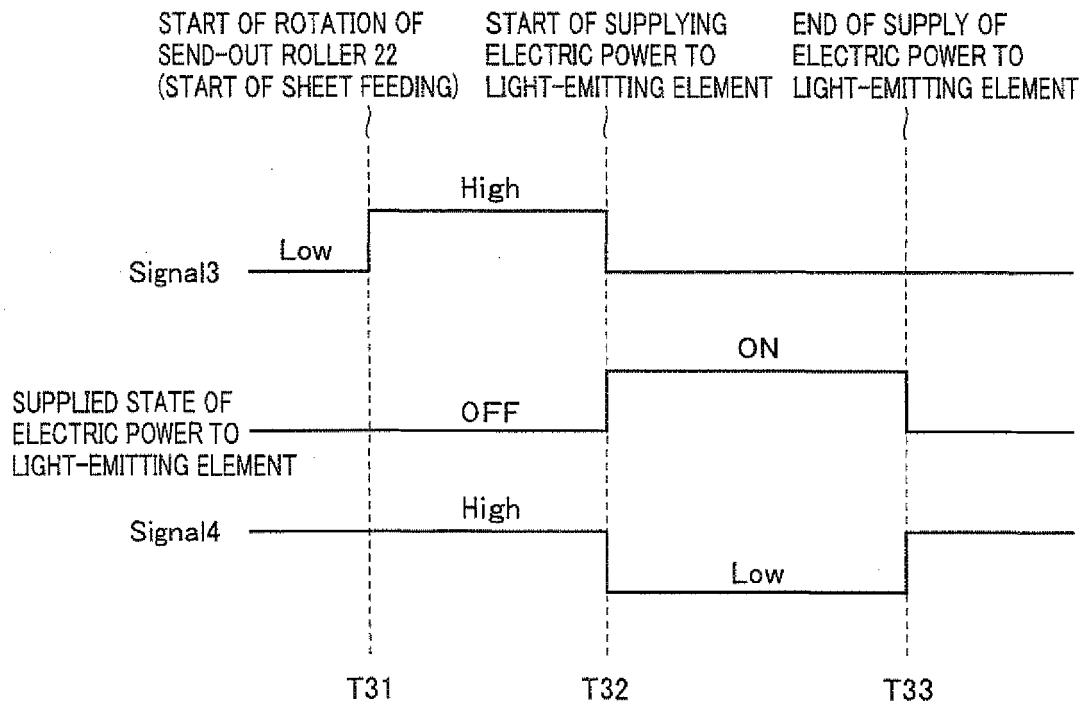 START OF ROTATION OF
SEND-OUT ROLLER 22
(START OF SHEET FEEDING)
START OF SUPPLYING
ELECTRIC POWER TO
LIGHT-EMITTING ELEMENT
END OF SUPPLY OF
ELECTRIC POWER TO
LIGHT-EMITTING ELEMENT
High
Low
Signal3
ON
OFF
SUPPLIED STATE OF
ELECTRIC POWER TO
LIGHT-EMITTING ELEMENT
High
Signal4
Low
T31
T32
T33